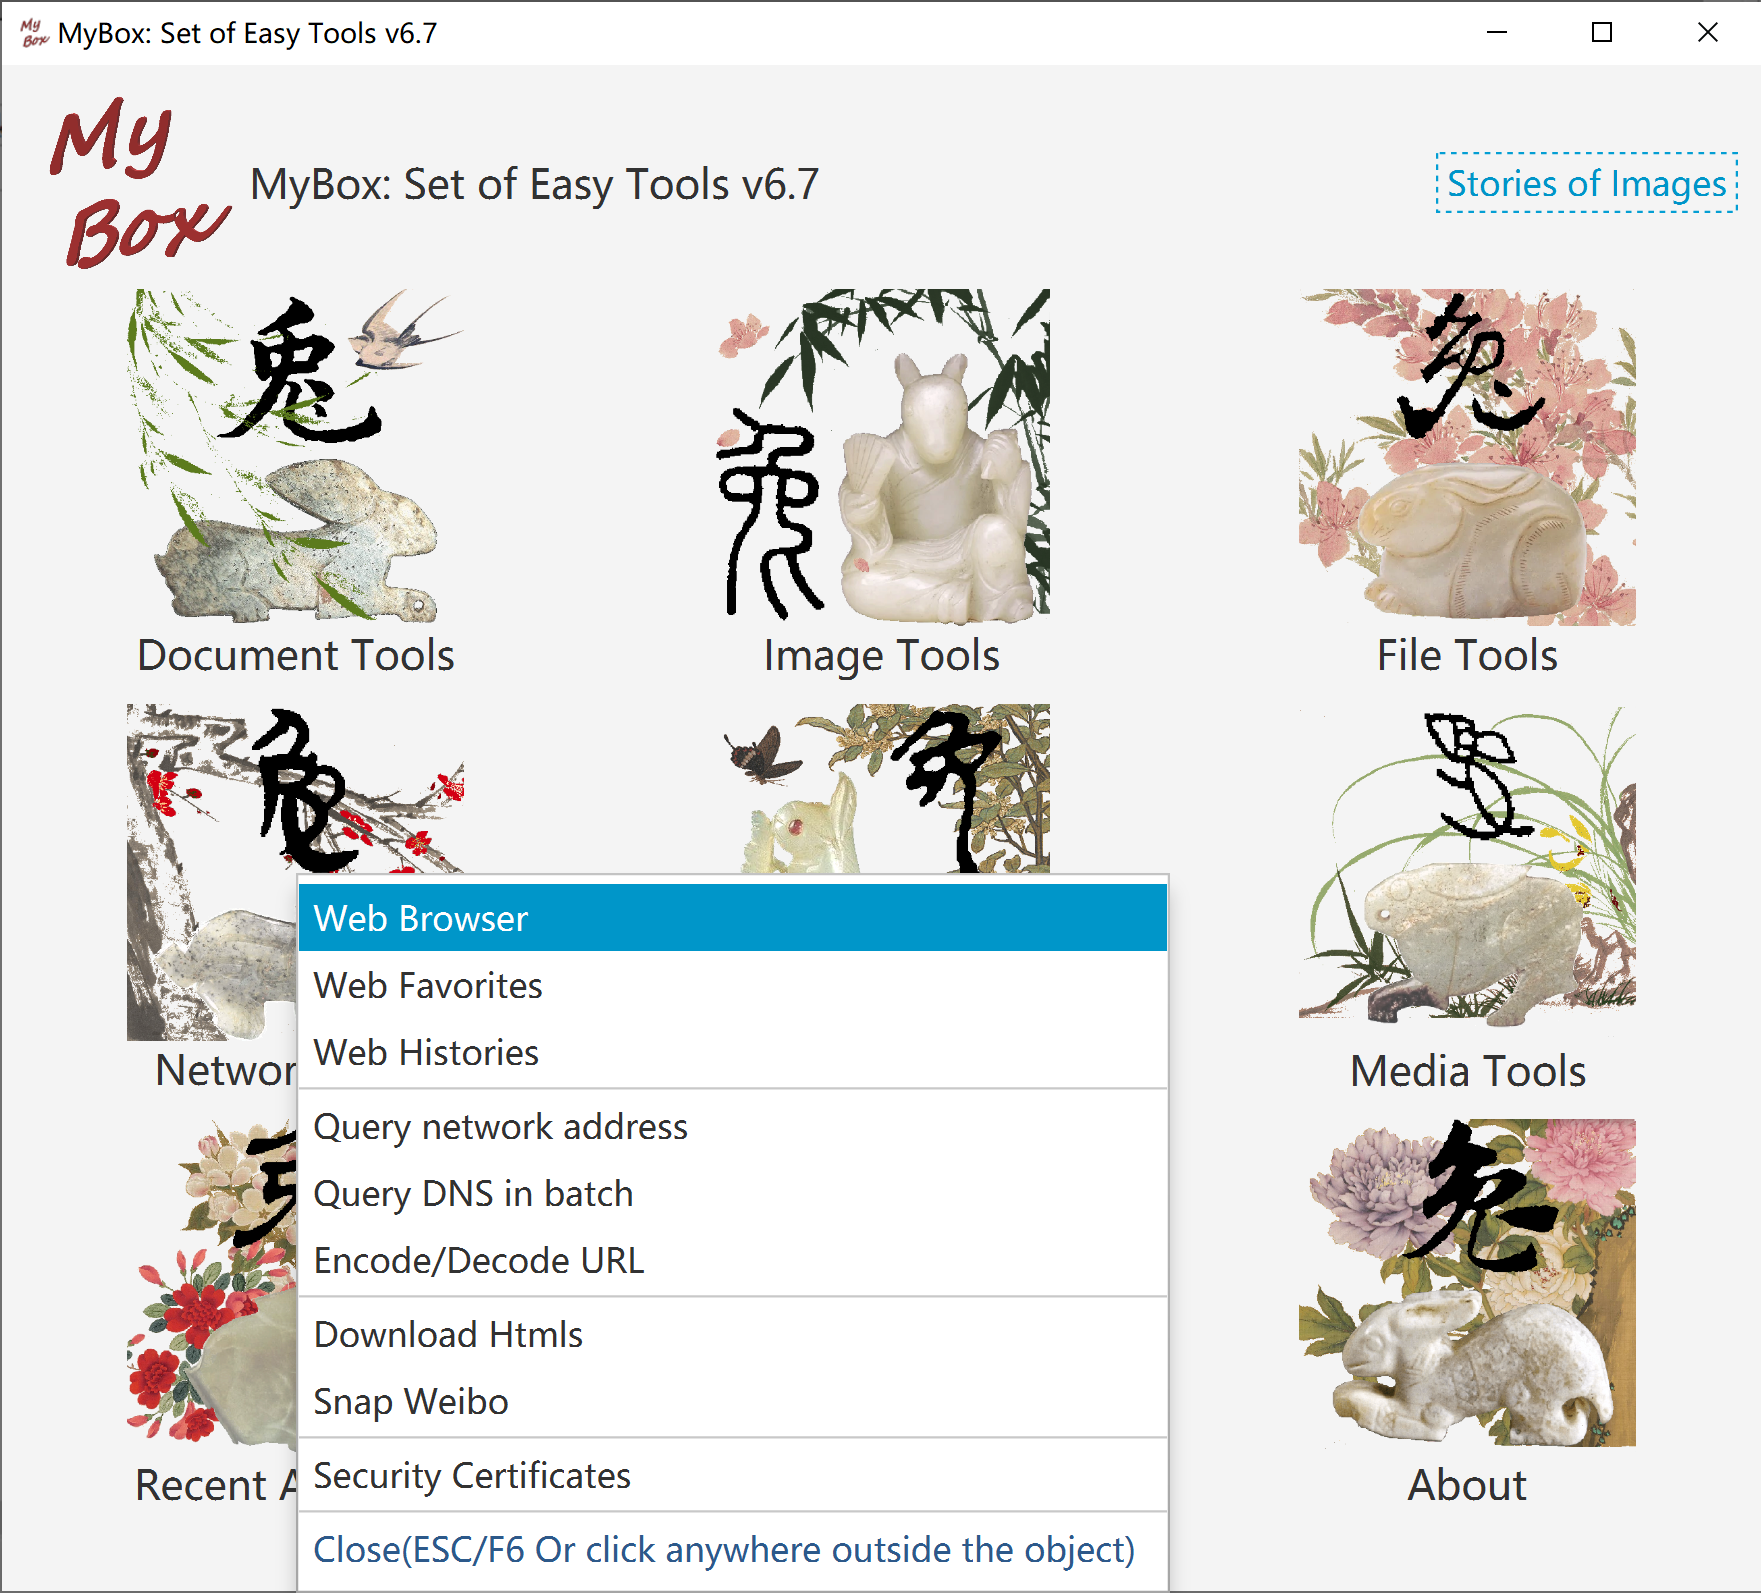 My Box
MyBox: Set of Easy Tools v6.7
My
Box
MyBox: Set of Easy Tools v6.7
Stories of Images
兔
Document Tools
Image Tools
File Tools
Media Tools
Web Browser
Web Favorites
Web Histories
Query network address
Query DNS in batch
Encode/Decode URL
Download Htmls
Snap Weibo
Security Certificates
Close(ESC/F6 Or click anywhere outside the object)
Recent
About